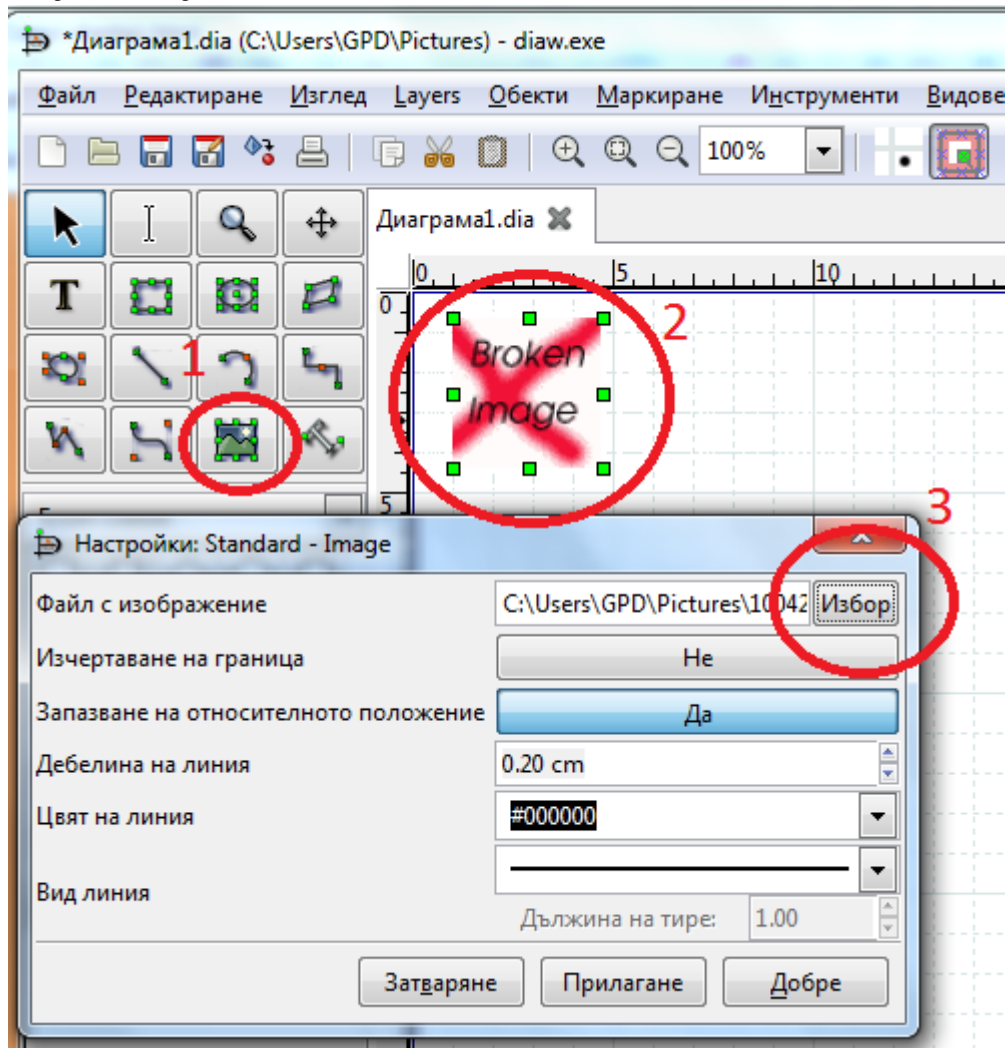 *Диаграма1.dia (C:\Users\GPD\Pictures) - diaw.exe
Файл Редактиране Изглед Layers Обекти Маркиране Инструменти Видове
100%
Диаграма1.dia
0 5 10
0
T
1
2
Broken
Image
5
3
Настройки: Standard - Image
Файл с изображение C:\Users\GPD\Pictures\10042 Избор
Изчертаване на граница Не
Запазване на относителното положение Да
Дебелина на линия 0.20 cm
Цвят на линия #000000
Вид линия
Дължина на тире: 1.00
Затваряне Прилагане Добре